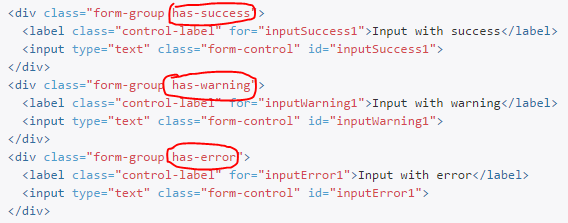 <div class="form-group has-success">
<label class="control-label" for="inputSuccess1">Input with success</label>
<input type="text" class="form-control" id="inputSuccess1">
</div>
<div class="form-group has-warning">
<label class="control-label" for="inputWarning1">Input with warning</label>
<input type="text" class="form-control" id="inputWarning1">
</div>
<div class="form-group has-error">
<label class="control-label" for="inputError1">Input with error</label>
<input type="text" class="form-control" id="inputError1">
</div>